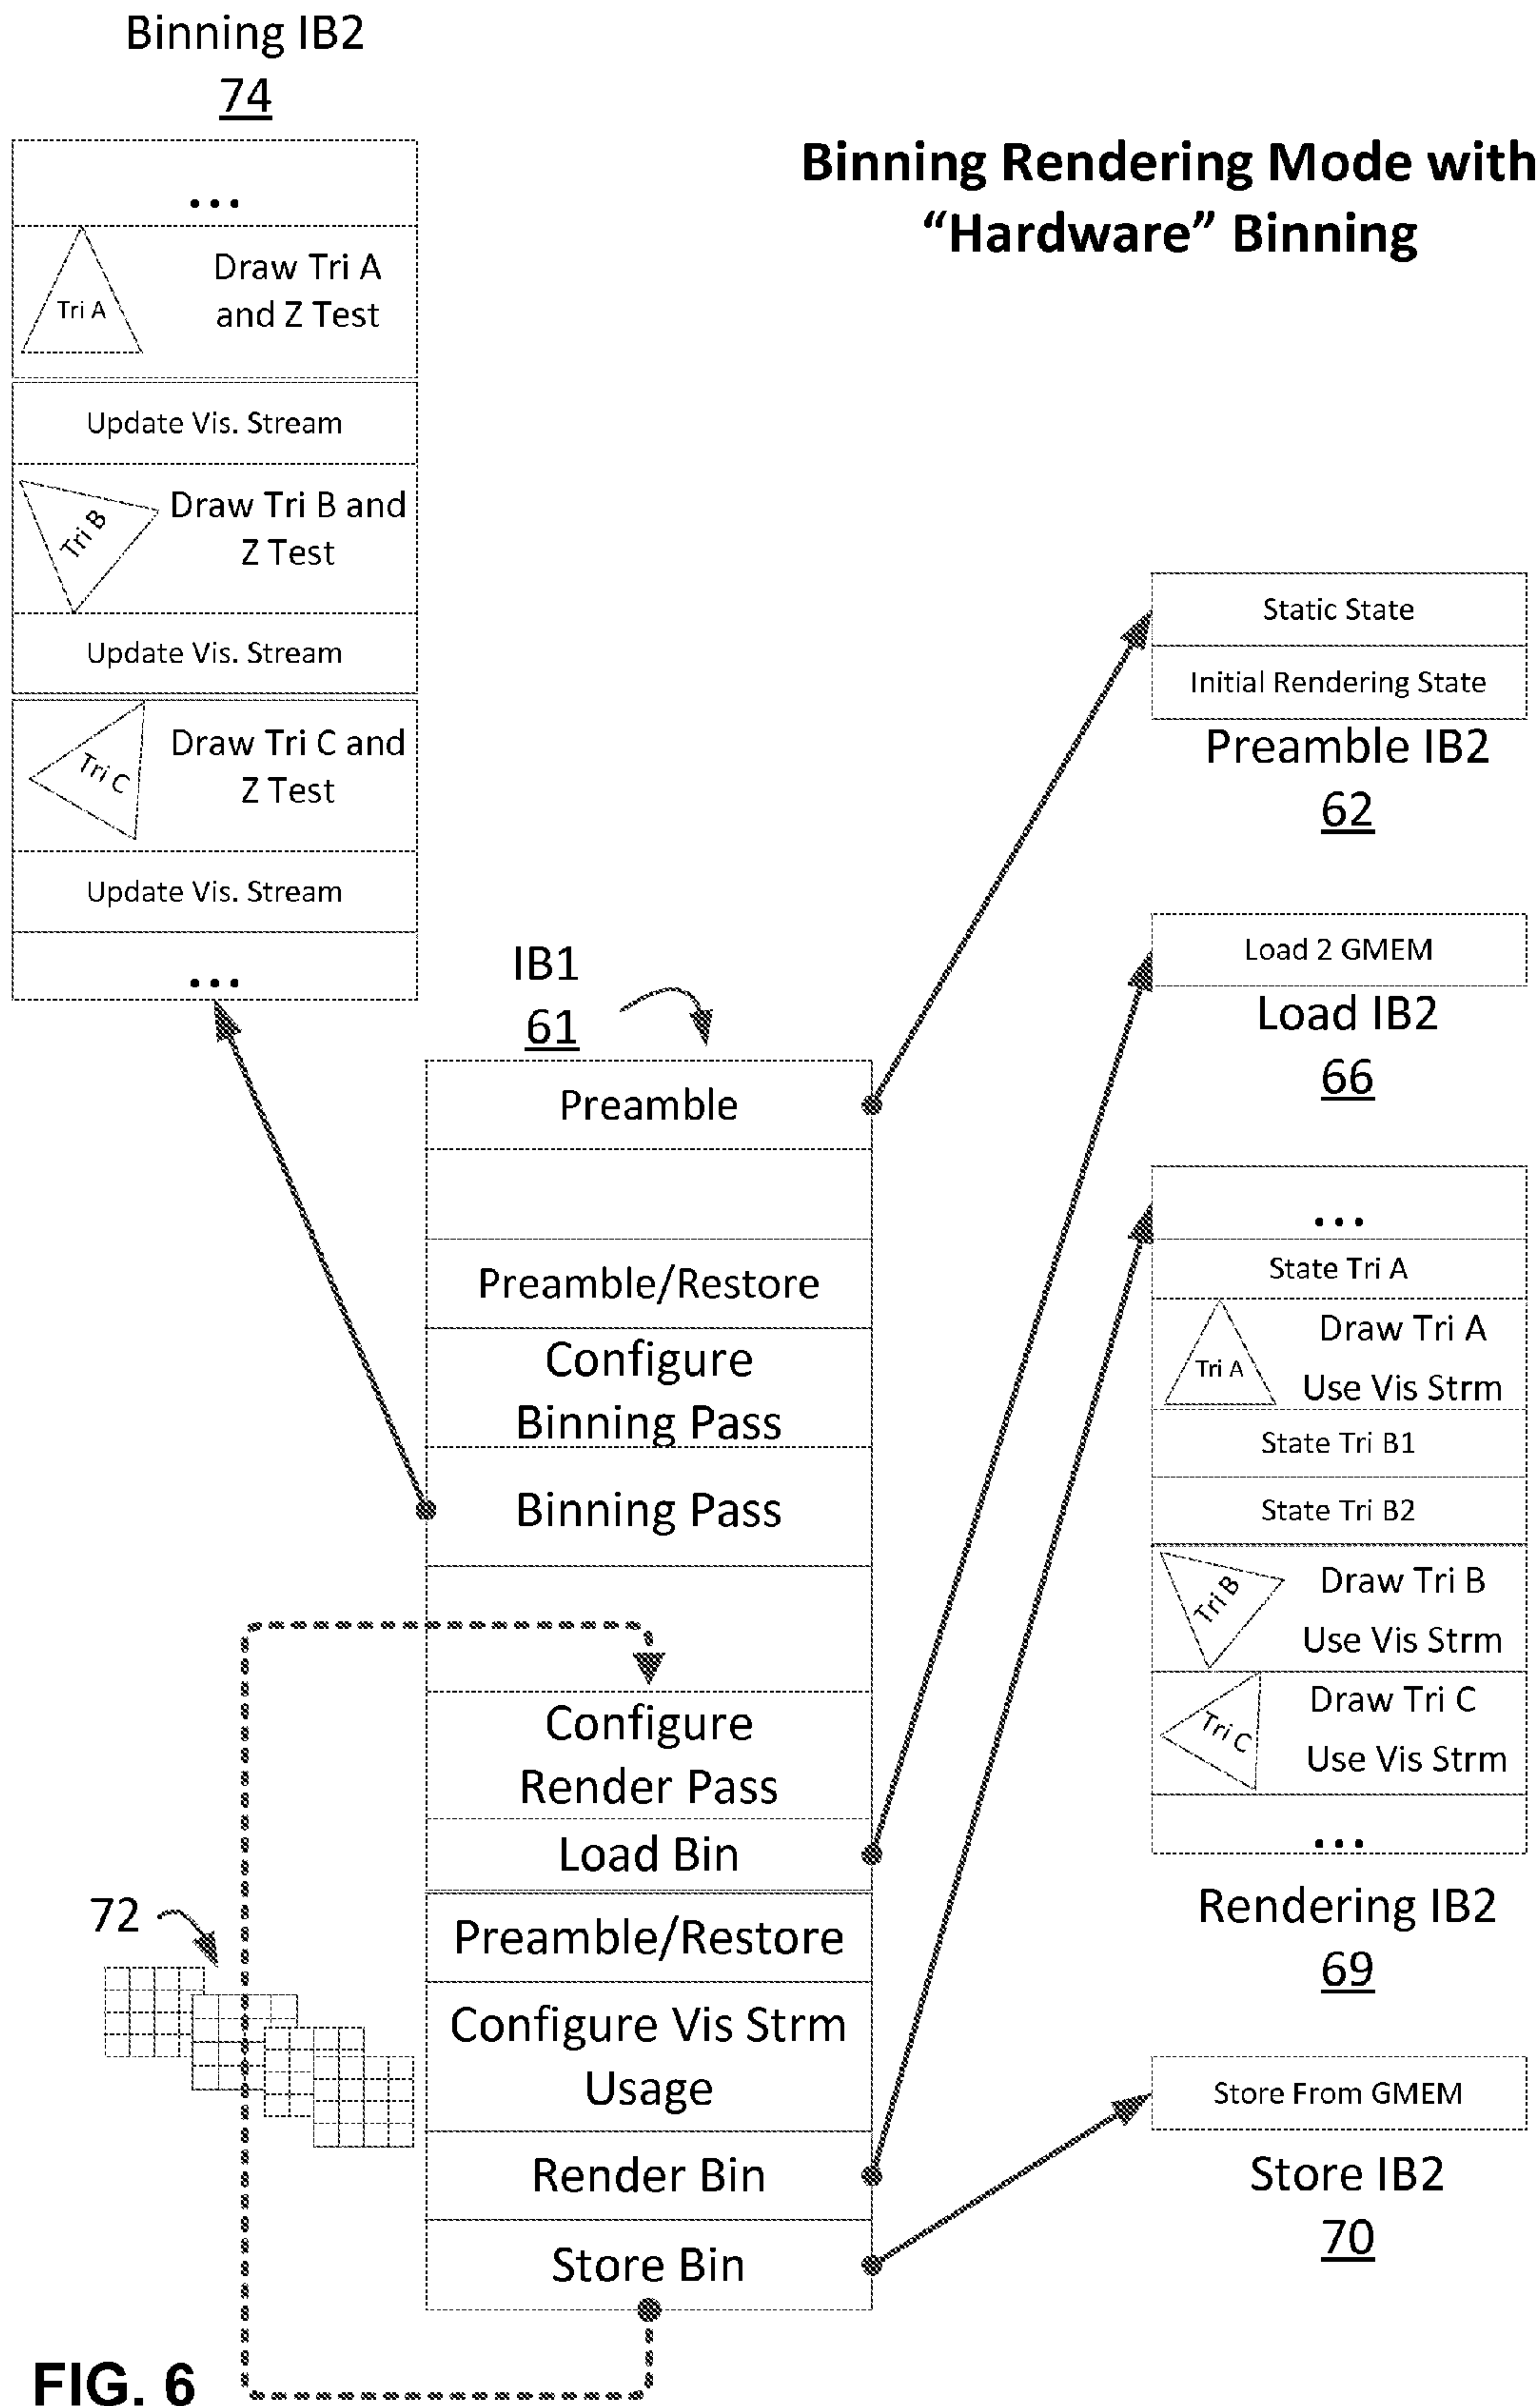 Binning IB2
74
Binning Rendering Mode with
“Hardware” Binning
...
Tri A
Draw Tri A
and Z Test
Update Vis. Stream
Tri B
Draw Tri B and
Z Test
Update Vis. Stream
Tri C
Draw Tri C and
Z Test
Update Vis. Stream
...
Static State
Initial Rendering State
Preamble IB2
62
Load 2 GMEM
Load IB2
66
IB1
61
Preamble
Preamble/Restore
Configure
Binning Pass
Binning Pass
Configure
Render Pass
Load Bin
Preamble/Restore
Configure Vis Strm
Usage
Render Bin
Store Bin
72
...
State Tri A
Tri A
Draw Tri A
Use Vis Strm
State Tri B1
State Tri B2
Tri B
Draw Tri B
Use Vis Strm
Tri C
Draw Tri C
Use Vis Strm
...
Rendering IB2
69
Store From GMEM
Store IB2
70
FIG. 6